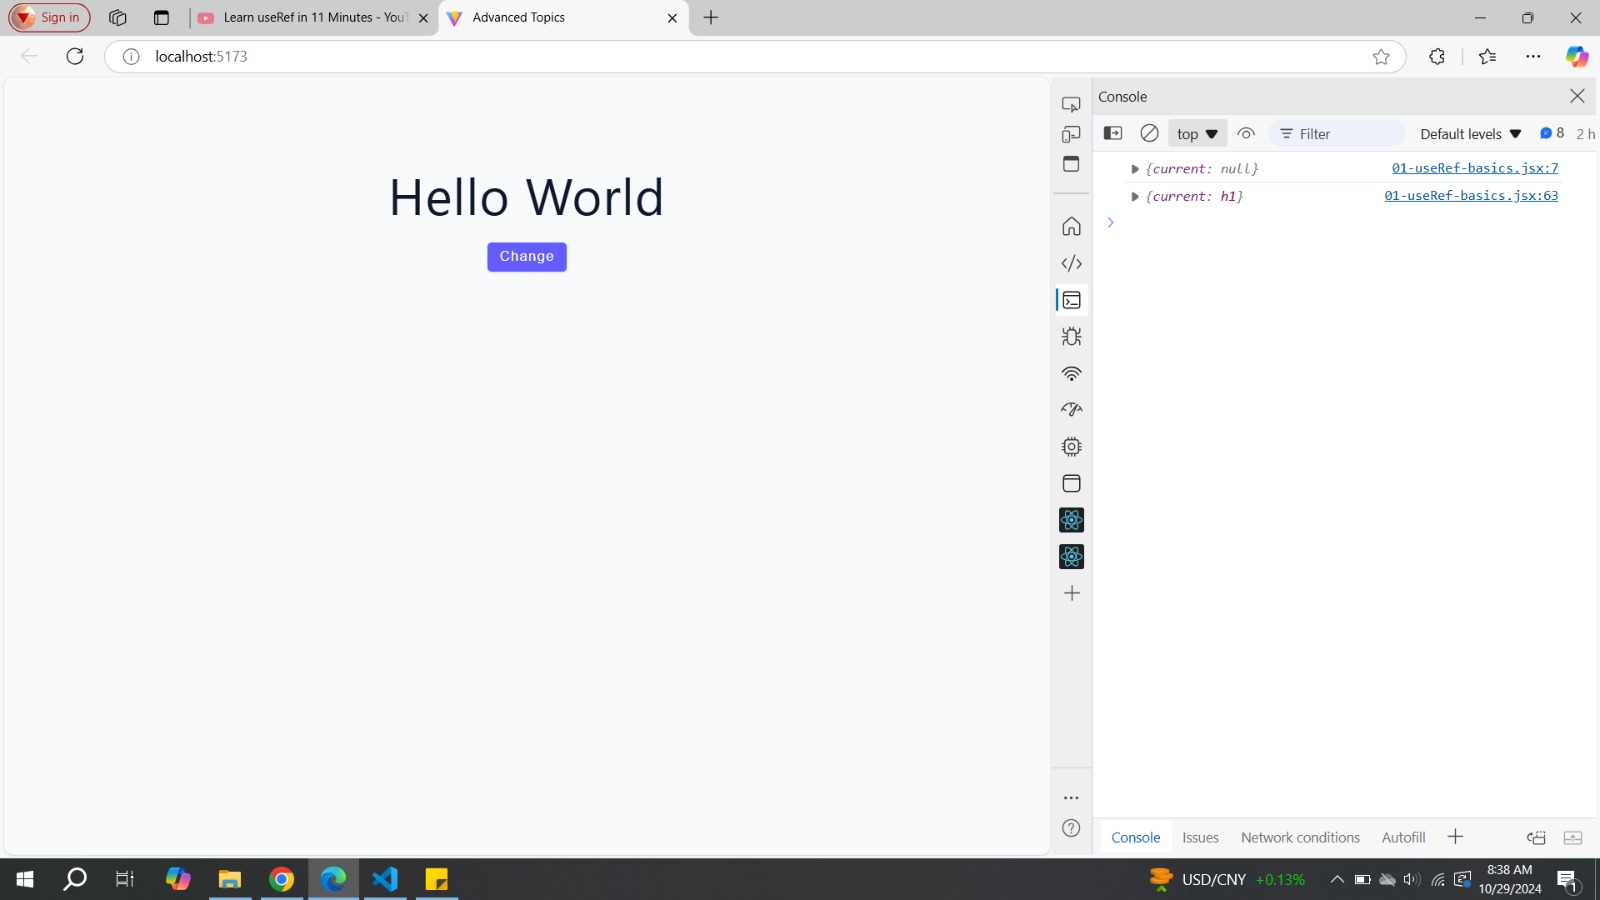 Sign in
Learn useRef in 11 Minutes - You
Advanced Topics
localhost:5173
Hello World
Change
Console
top
Filter
Default levels
8
2 h
{current: null}
01-useRef-basics.jsx:7
{current: h1}
01-useRef-basics.jsx:63
Console
Issues
Network conditions
Autofill
USD/CNY +0.13%
8:38 AM
10/29/2024
1